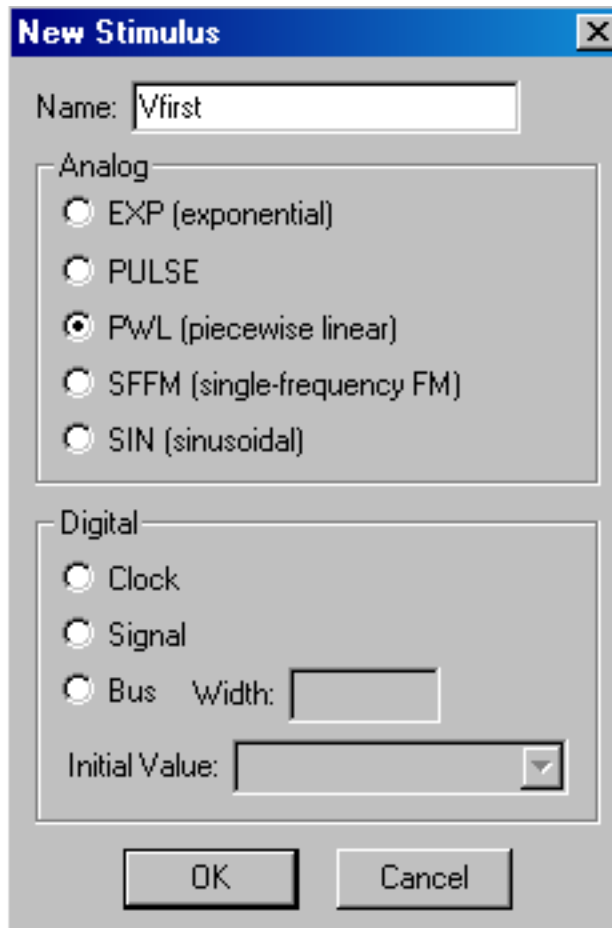 New Stimulus
Name: Vfirst
Analog
EXP (exponential)
PULSE
PWL (piecewise linear)
SFFM (single-frequency FM)
SIN (sinusoidal)
Digital
Clock
Signal
Bus Width:
Initial Value:
OK Cancel